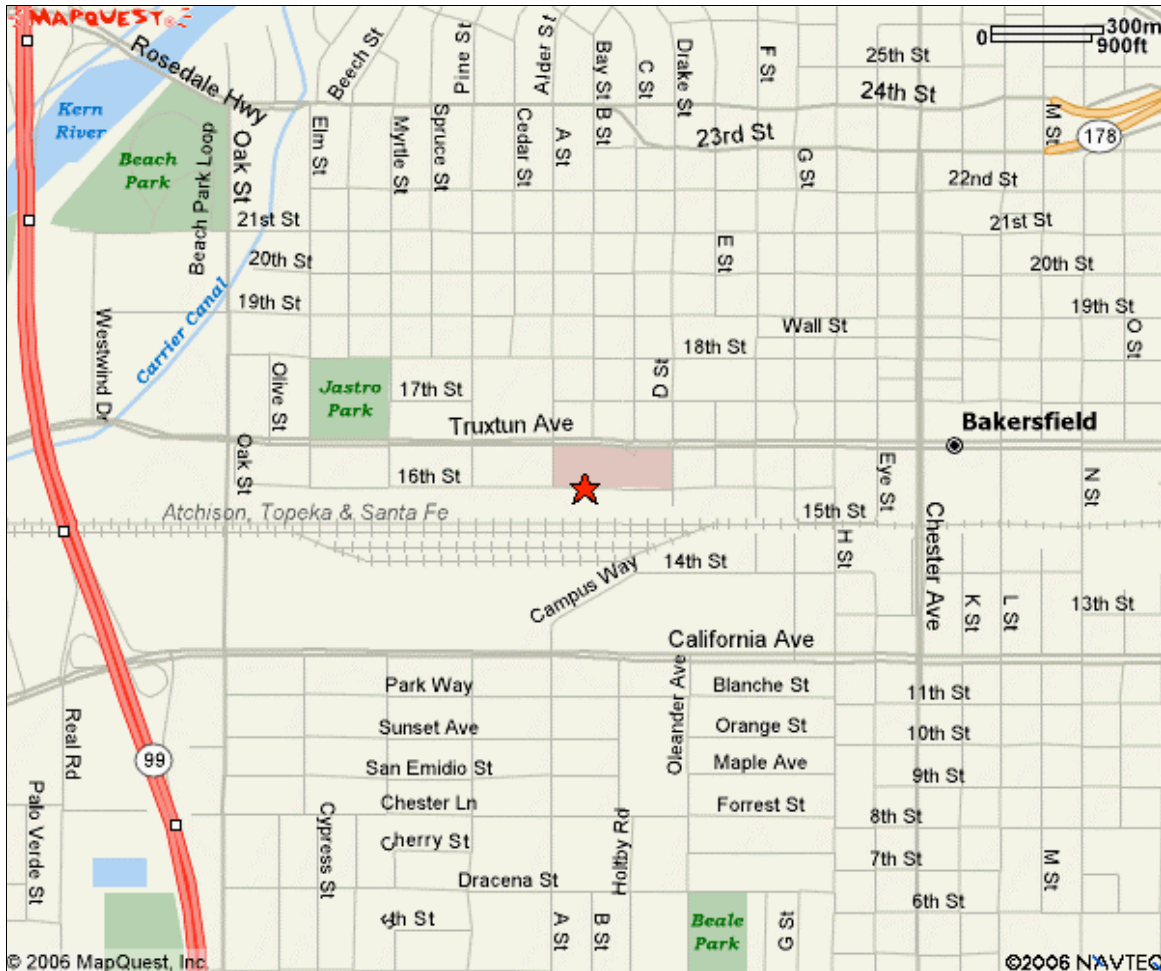 MAPQUEST
300m
0
900ft
Rosedale Hwy
Beech St
Pine St
Alder St
Bay St
C St
Drake St
F St
25th St
24th St
Kern
River
Beach
Park
Beach Park Loop
Oak St
Elm St
Myrtle St
Spruce St
Cedar St
A St
B St
23rd St
G St
M St
178
22nd St
21st St
21st St
20th St
E St
20th St
19th St
19th St
Carrier Canal
Westwind Dr
Wall St
18th St
O St
Olive St
Jastro
Park
17th St
D St
Truxtun Ave
Bakersfield
Oak St
16th St
Eye St
N St
Atchison, Topeka & Santa Fe
15th St
Chester Ave
H St
14th St
Campus Way
K St
L St
13th St
California Ave
Park Way
Oleander Ave
Blanche St
11th St
Real Rd
Sunset Ave
Orange St
10th St
99
San Emidio St
Maple Ave
9th St
Palo Verde St
Chester Ln
Forrest St
8th St
Cypress St
Cherry St
Holtby Rd
7th St
M St
Dracena St
6th St
4th St
A St
B St
Beale
Park
G St
© 2006 MapQuest, Inc
©2006 NAVTEQ